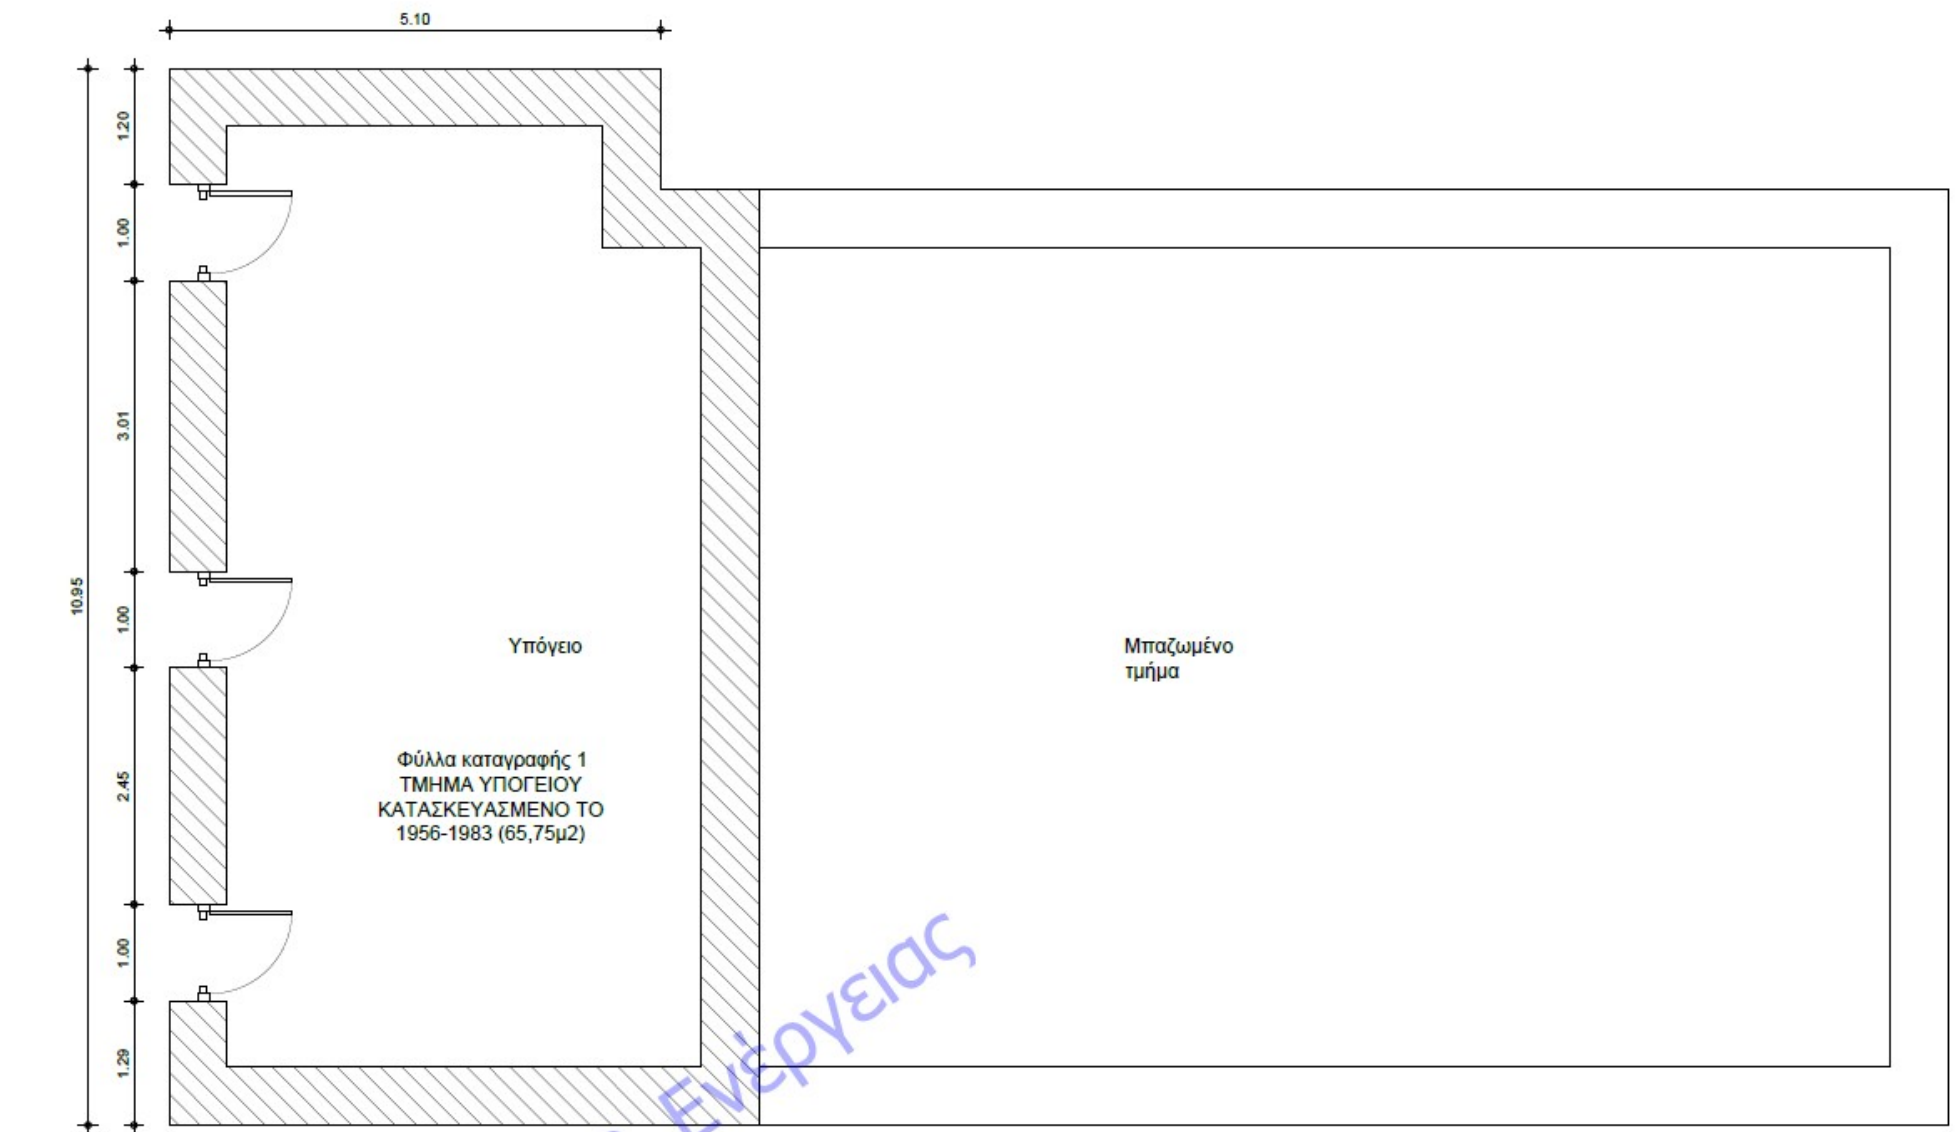 5.10
1.20
1.00
3.01
10.95
1.00
Υπόγειο
Μπαζωμένο
τμήμα
Φύλλα καταγραφής 1
ΤΜΗΜΑ ΥΠΟΓΕΙΟΥ
ΚΑΤΑΣΚΕΥΑΣΜΕΝΟ ΤΟ
1956-1983 (65,75μ2)
2.45
1.00
1.29
Ενέργειας